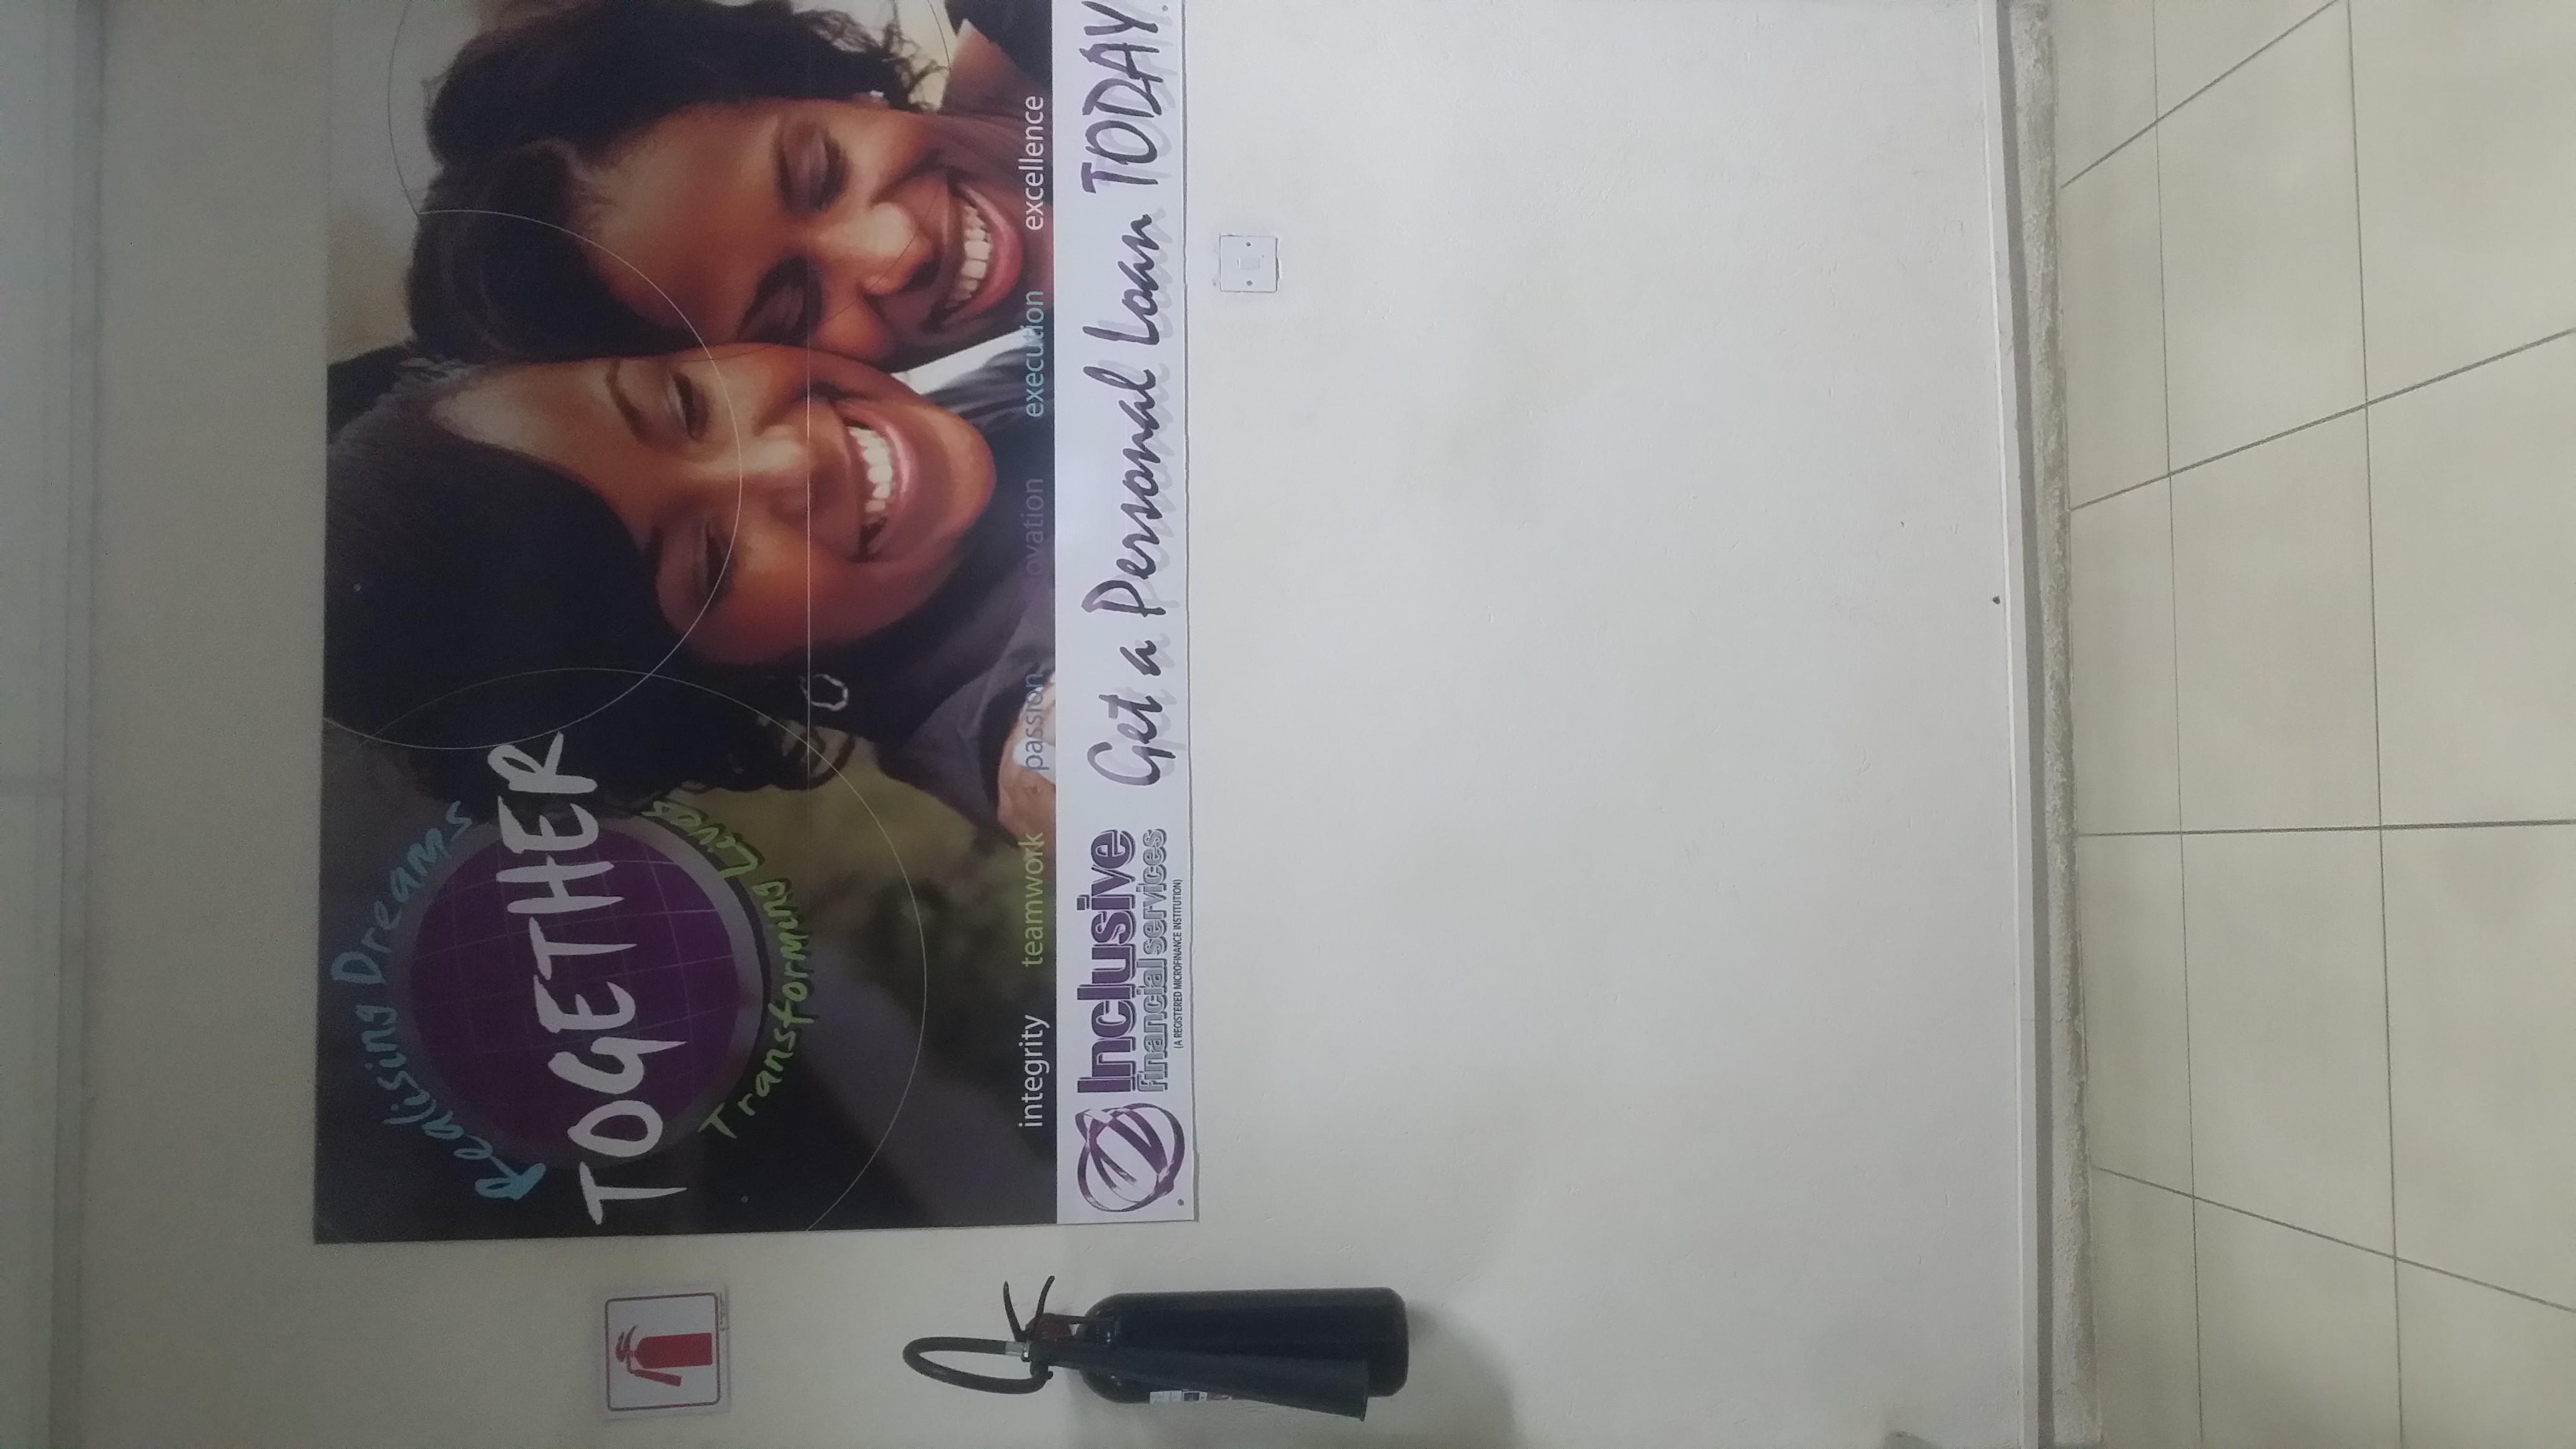 Realising Dreams
TOGETHER
Transforming Lives
integrity teamwork passion execution excellence
Inclusive
financial services
(A REGISTERED MICROFINANCE INSTITUTION)
Get a Personal Loan TODAY